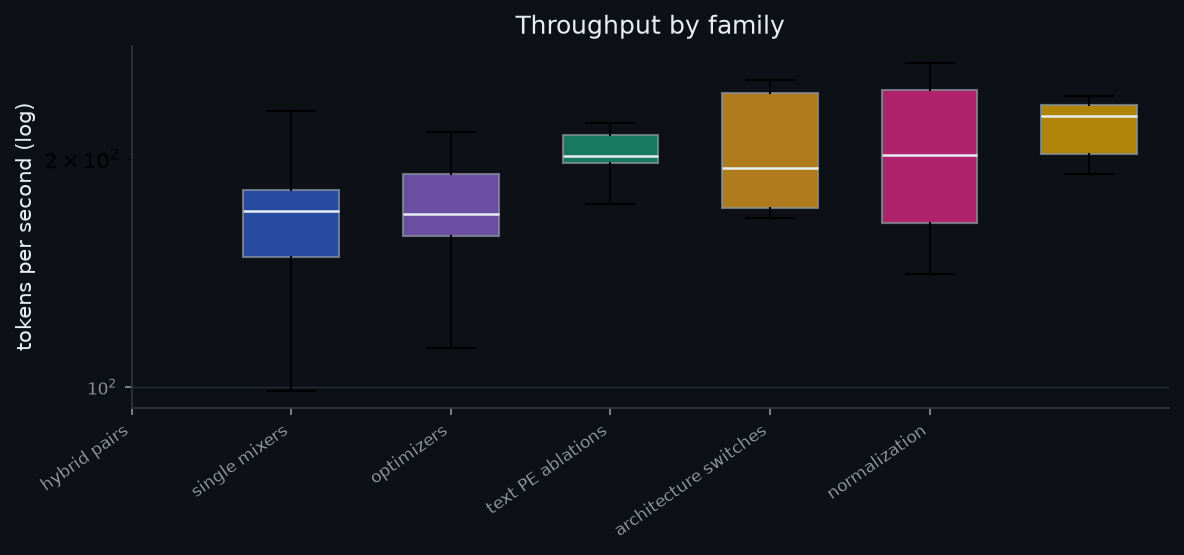 Throughput by family
tokens per second (log)
2 × 10²
10²
hybrid pairs
single mixers
optimizers
text PE ablations
architecture switches
normalization